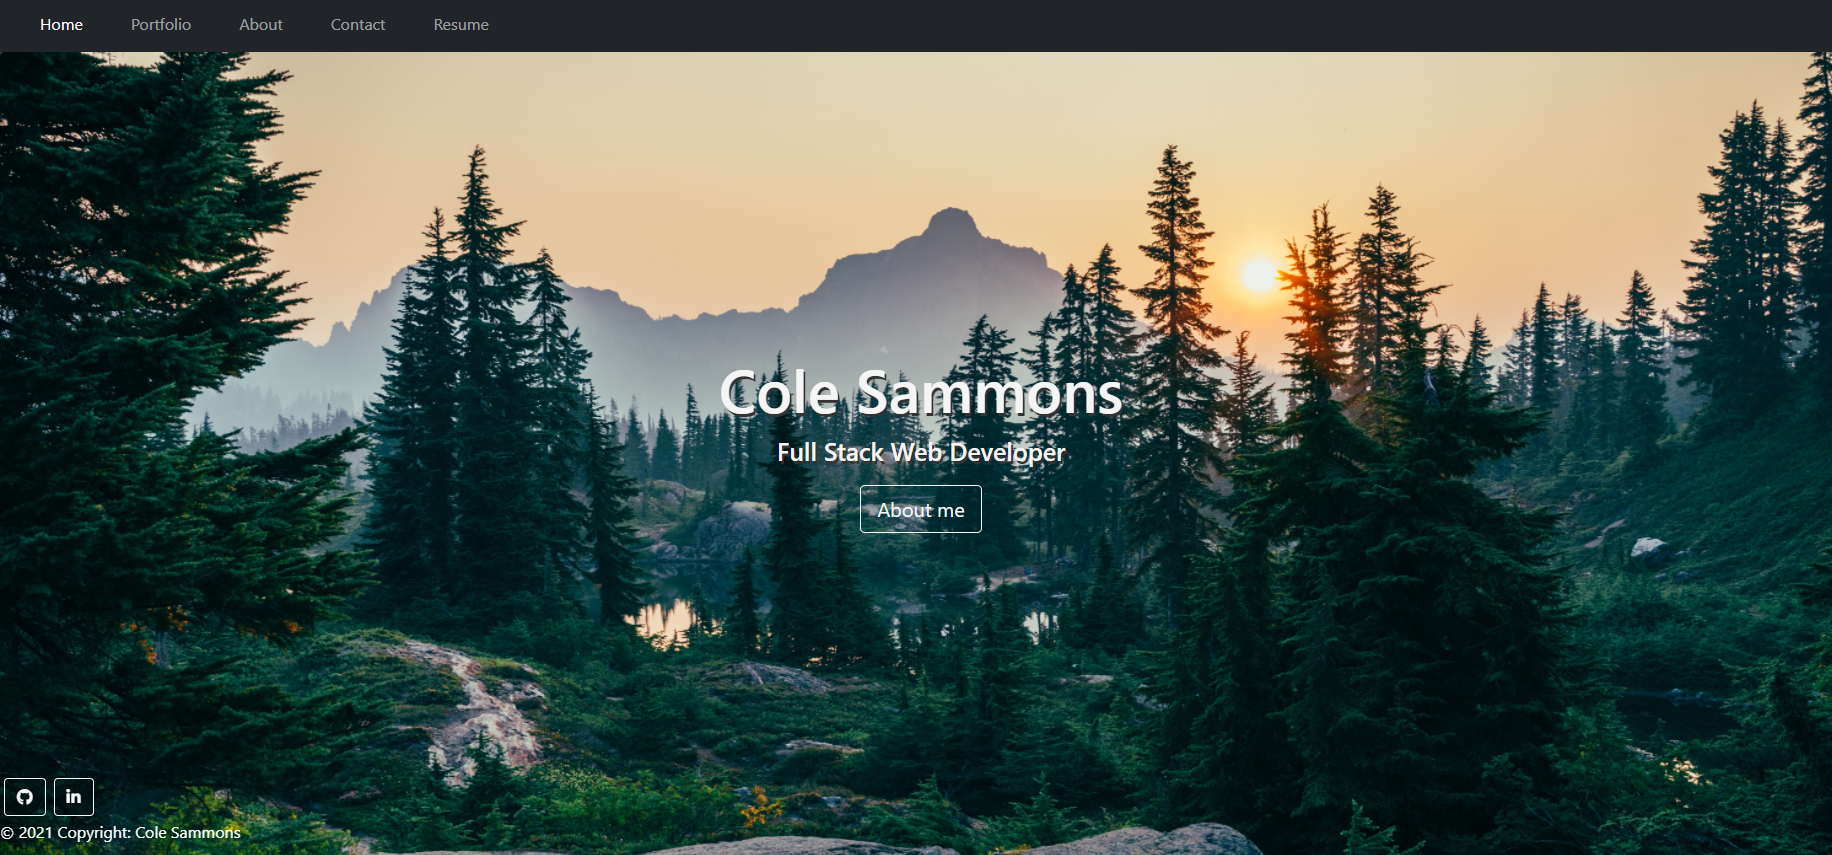 Home Portfolio About Contact Resume
Cole Sammons
Full Stack Web Developer
About me
in
© 2021 Copyright: Cole Sammons